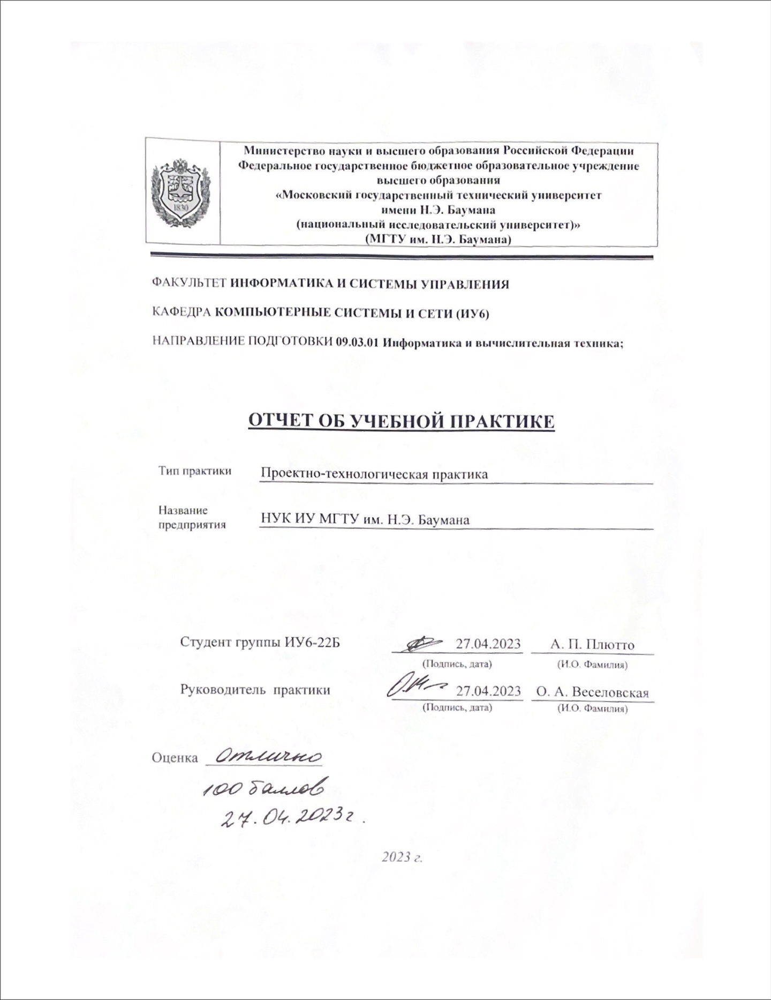 Министерство науки и высшего образования Российской Федерации
Федеральное государственное бюджетное образовательное учреждение
высшего образования
«Московский государственный технический университет
имени Н.Э. Баумана
(национальный исследовательский университет)»
(МГТУ им. Н.Э. Баумана)
1830
ФАКУЛЬТЕТ ИНФОРМАТИКА И СИСТЕМЫ УПРАВЛЕНИЯ
КАФЕДРА КОМПЬЮТЕРНЫЕ СИСТЕМЫ И СЕТИ (ИУ6)
НАПРАВЛЕНИЕ ПОДГОТОВКИ 09.03.01 Информатика и вычислительная техника;
ОТЧЕТ ОБ УЧЕБНОЙ ПРАКТИКЕ
Тип практики Проектно-технологическая практика
Название
предприятия НУК ИУ МГТУ им. Н.Э. Баумана
Студент группы ИУ6-22Б 27.04.2023 А. П. Плютто
(Подпись, дата) (И.О. Фамилия)
Руководитель практики 27.04.2023 О. А. Веселовская
(Подпись, дата) (И.О. Фамилия)
Оценка отлично
100 баллов
27.04.2023г.
2023 г.